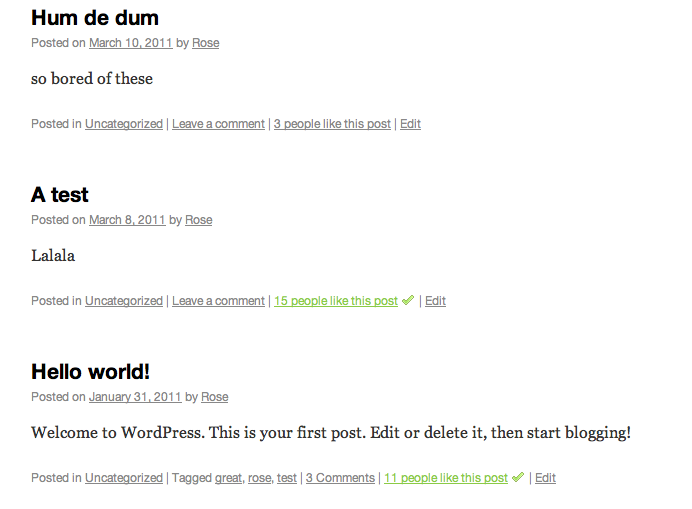 Hum de dum
Posted on March 10, 2011 by Rose
so bored of these
Posted in Uncategorized | Leave a comment | 3 people like this post | Edit
A test
Posted on March 8, 2011 by Rose
Lalala
Posted in Uncategorized | Leave a comment | 15 people like this post | Edit
Hello world!
Posted on January 31, 2011 by Rose
Welcome to WordPress. This is your first post. Edit or delete it, then start blogging!
Posted in Uncategorized | Tagged great, rose, test | 3 Comments | 11 people like this post | Edit